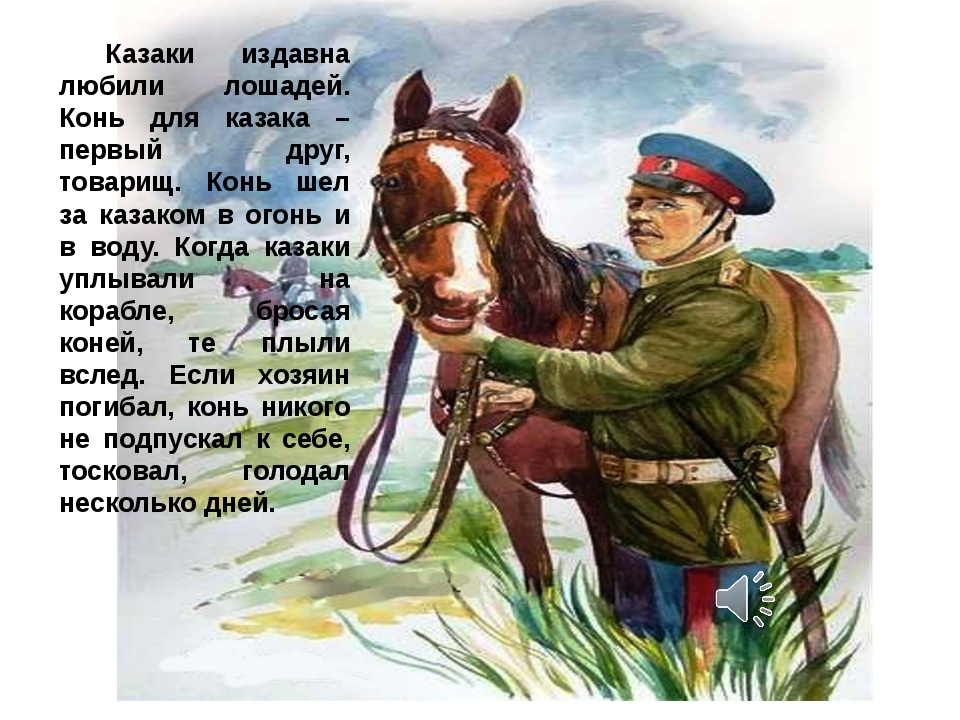 Казаки издавна
любили лошадей.
Конь для казака –
первый друг,
товарищ. Конь шел
за казаком в огонь и
в воду. Когда казаки
уплывали на
корабле, бросая
коней, те плыли
вслед. Если хозяин
погибал, конь никого
не подпускал к себе,
тосковал, голодал
несколько дней.